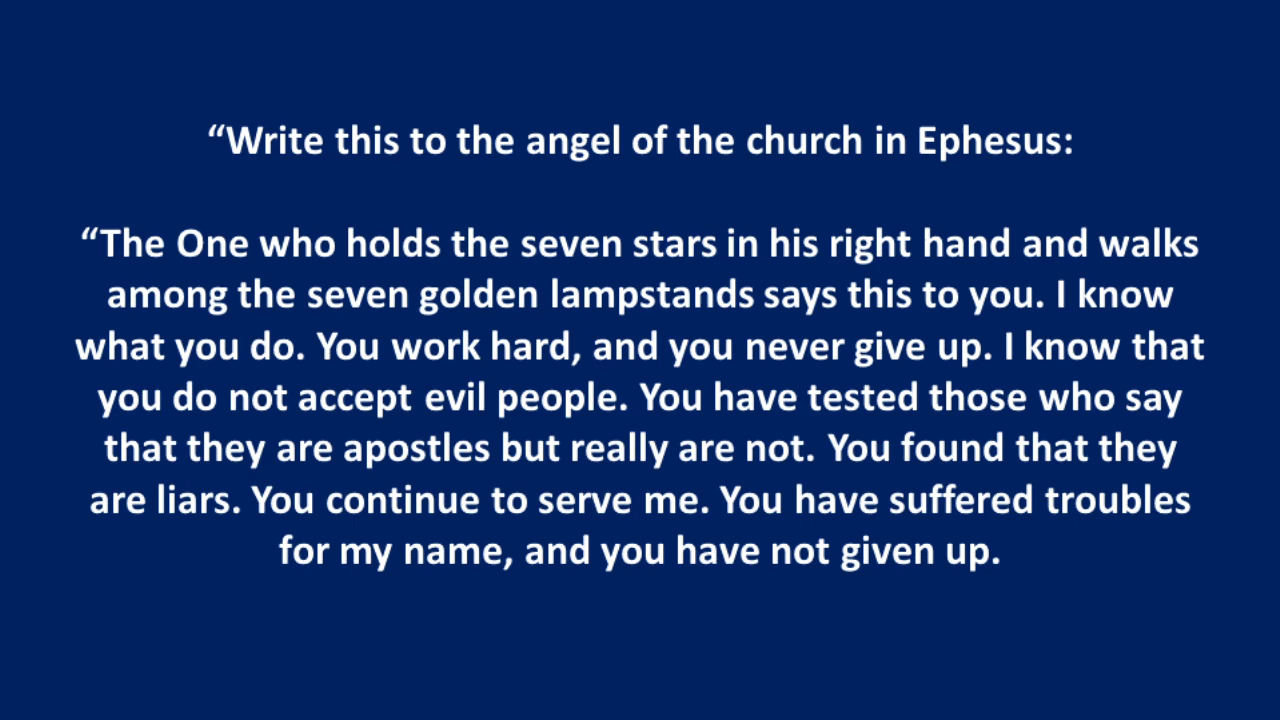 “Write this to the angel of the church in Ephesus:
“The One who holds the seven stars in his right hand and walks
among the seven golden lampstands says this to you. I know
what you do. You work hard, and you never give up. I know that
you do not accept evil people. You have tested those who say
that they are apostles but really are not. You found that they
are liars. You continue to serve me. You have suffered troubles
for my name, and you have not given up.